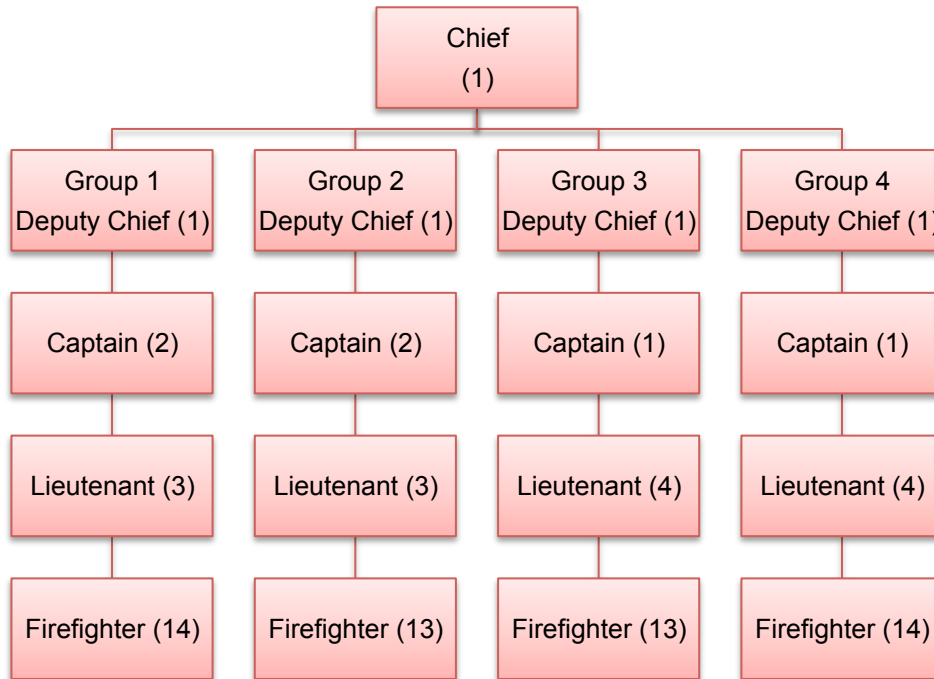 Chief
(1)
Group 1
Deputy Chief (1)
Group 2
Deputy Chief (1)
Group 3
Deputy Chief (1)
Group 4
Deputy Chief (1)
Captain (2)
Captain (2)
Captain (1)
Captain (1)
Lieutenant (3)
Lieutenant (3)
Lieutenant (4)
Lieutenant (4)
Firefighter (14)
Firefighter (13)
Firefighter (13)
Firefighter (14)